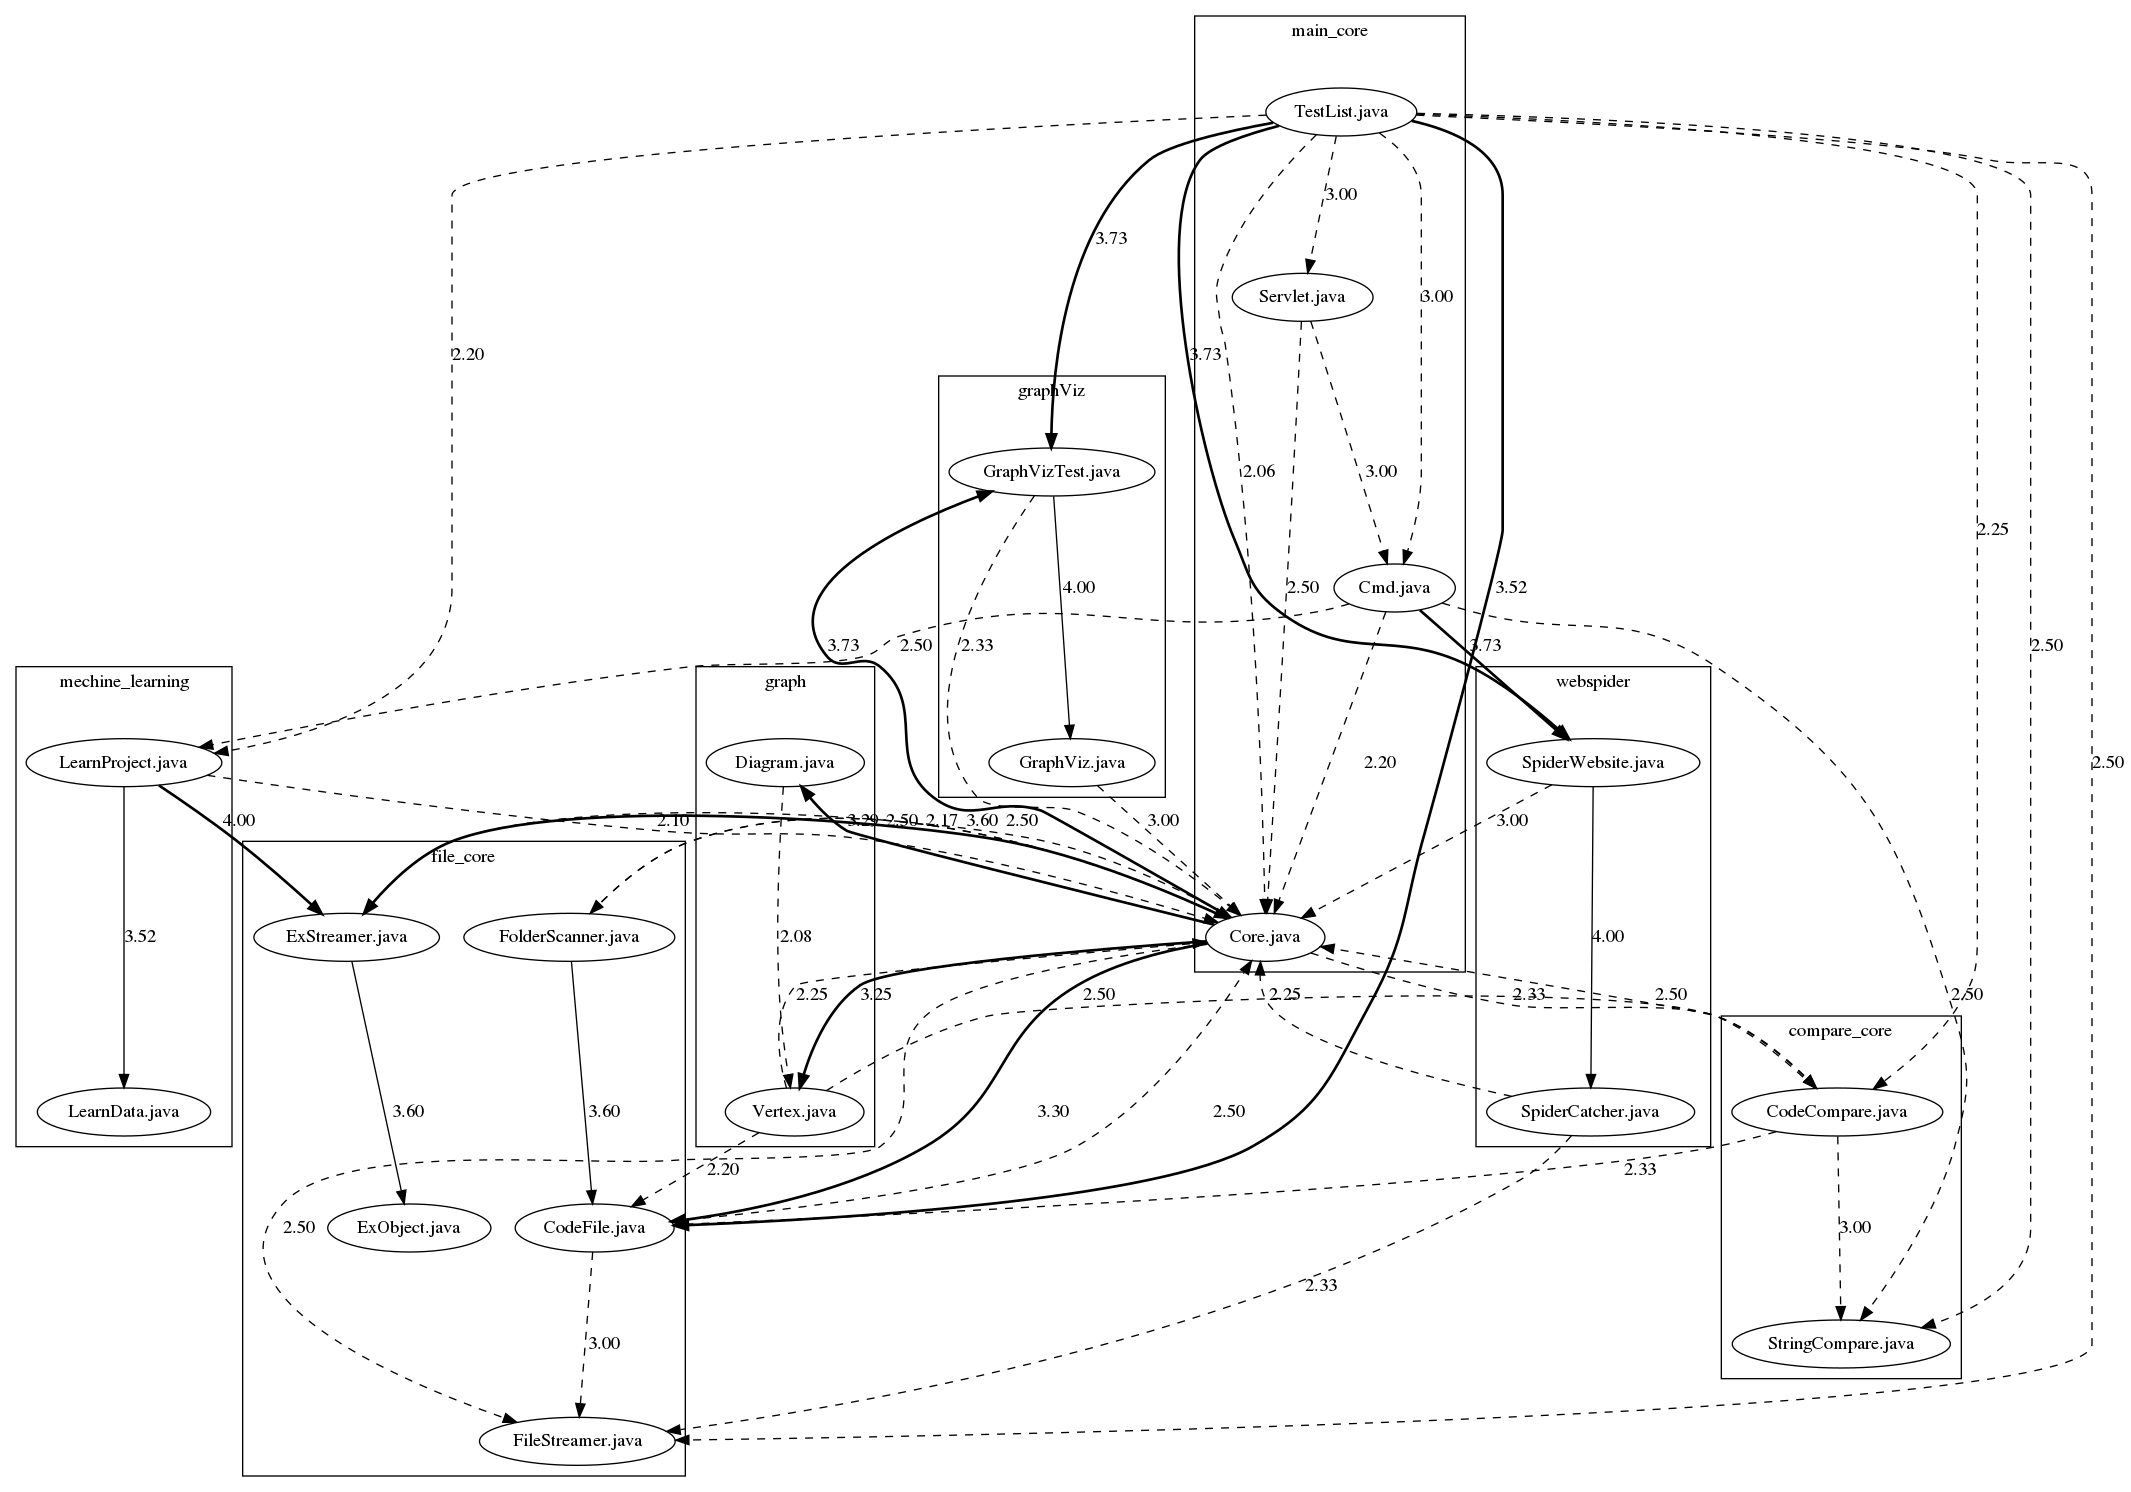 main_core
TestList.java
3.00
3.73
Servlet.java
3.00
2.20
3.73
graphViz
GraphVizTest.java
2.06
3.00
2.25
4.00
2.50
Cmd.java
3.52
3.73
2.50
2.33
3.73
2.50
mechine_learning
graph
webspider
LearnProject.java
Diagram.java
GraphViz.java
2.20
SpiderWebsite.java
2.50
4.00
2.10
3.29
2.50
2.17
3.60
2.50
3.00
3.00
file_core
ExStreamer.java
FolderScanner.java
Core.java
3.52
2.08
4.00
2.25
3.25
2.50
2.25
2.33
2.50
2.50
compare_core
LearnData.java
3.60
3.60
Vertex.java
3.30
2.50
SpiderCatcher.java
CodeCompare.java
2.20
2.33
2.50
ExObject.java
CodeFile.java
3.00
2.33
3.00
StringCompare.java
FileStreamer.java